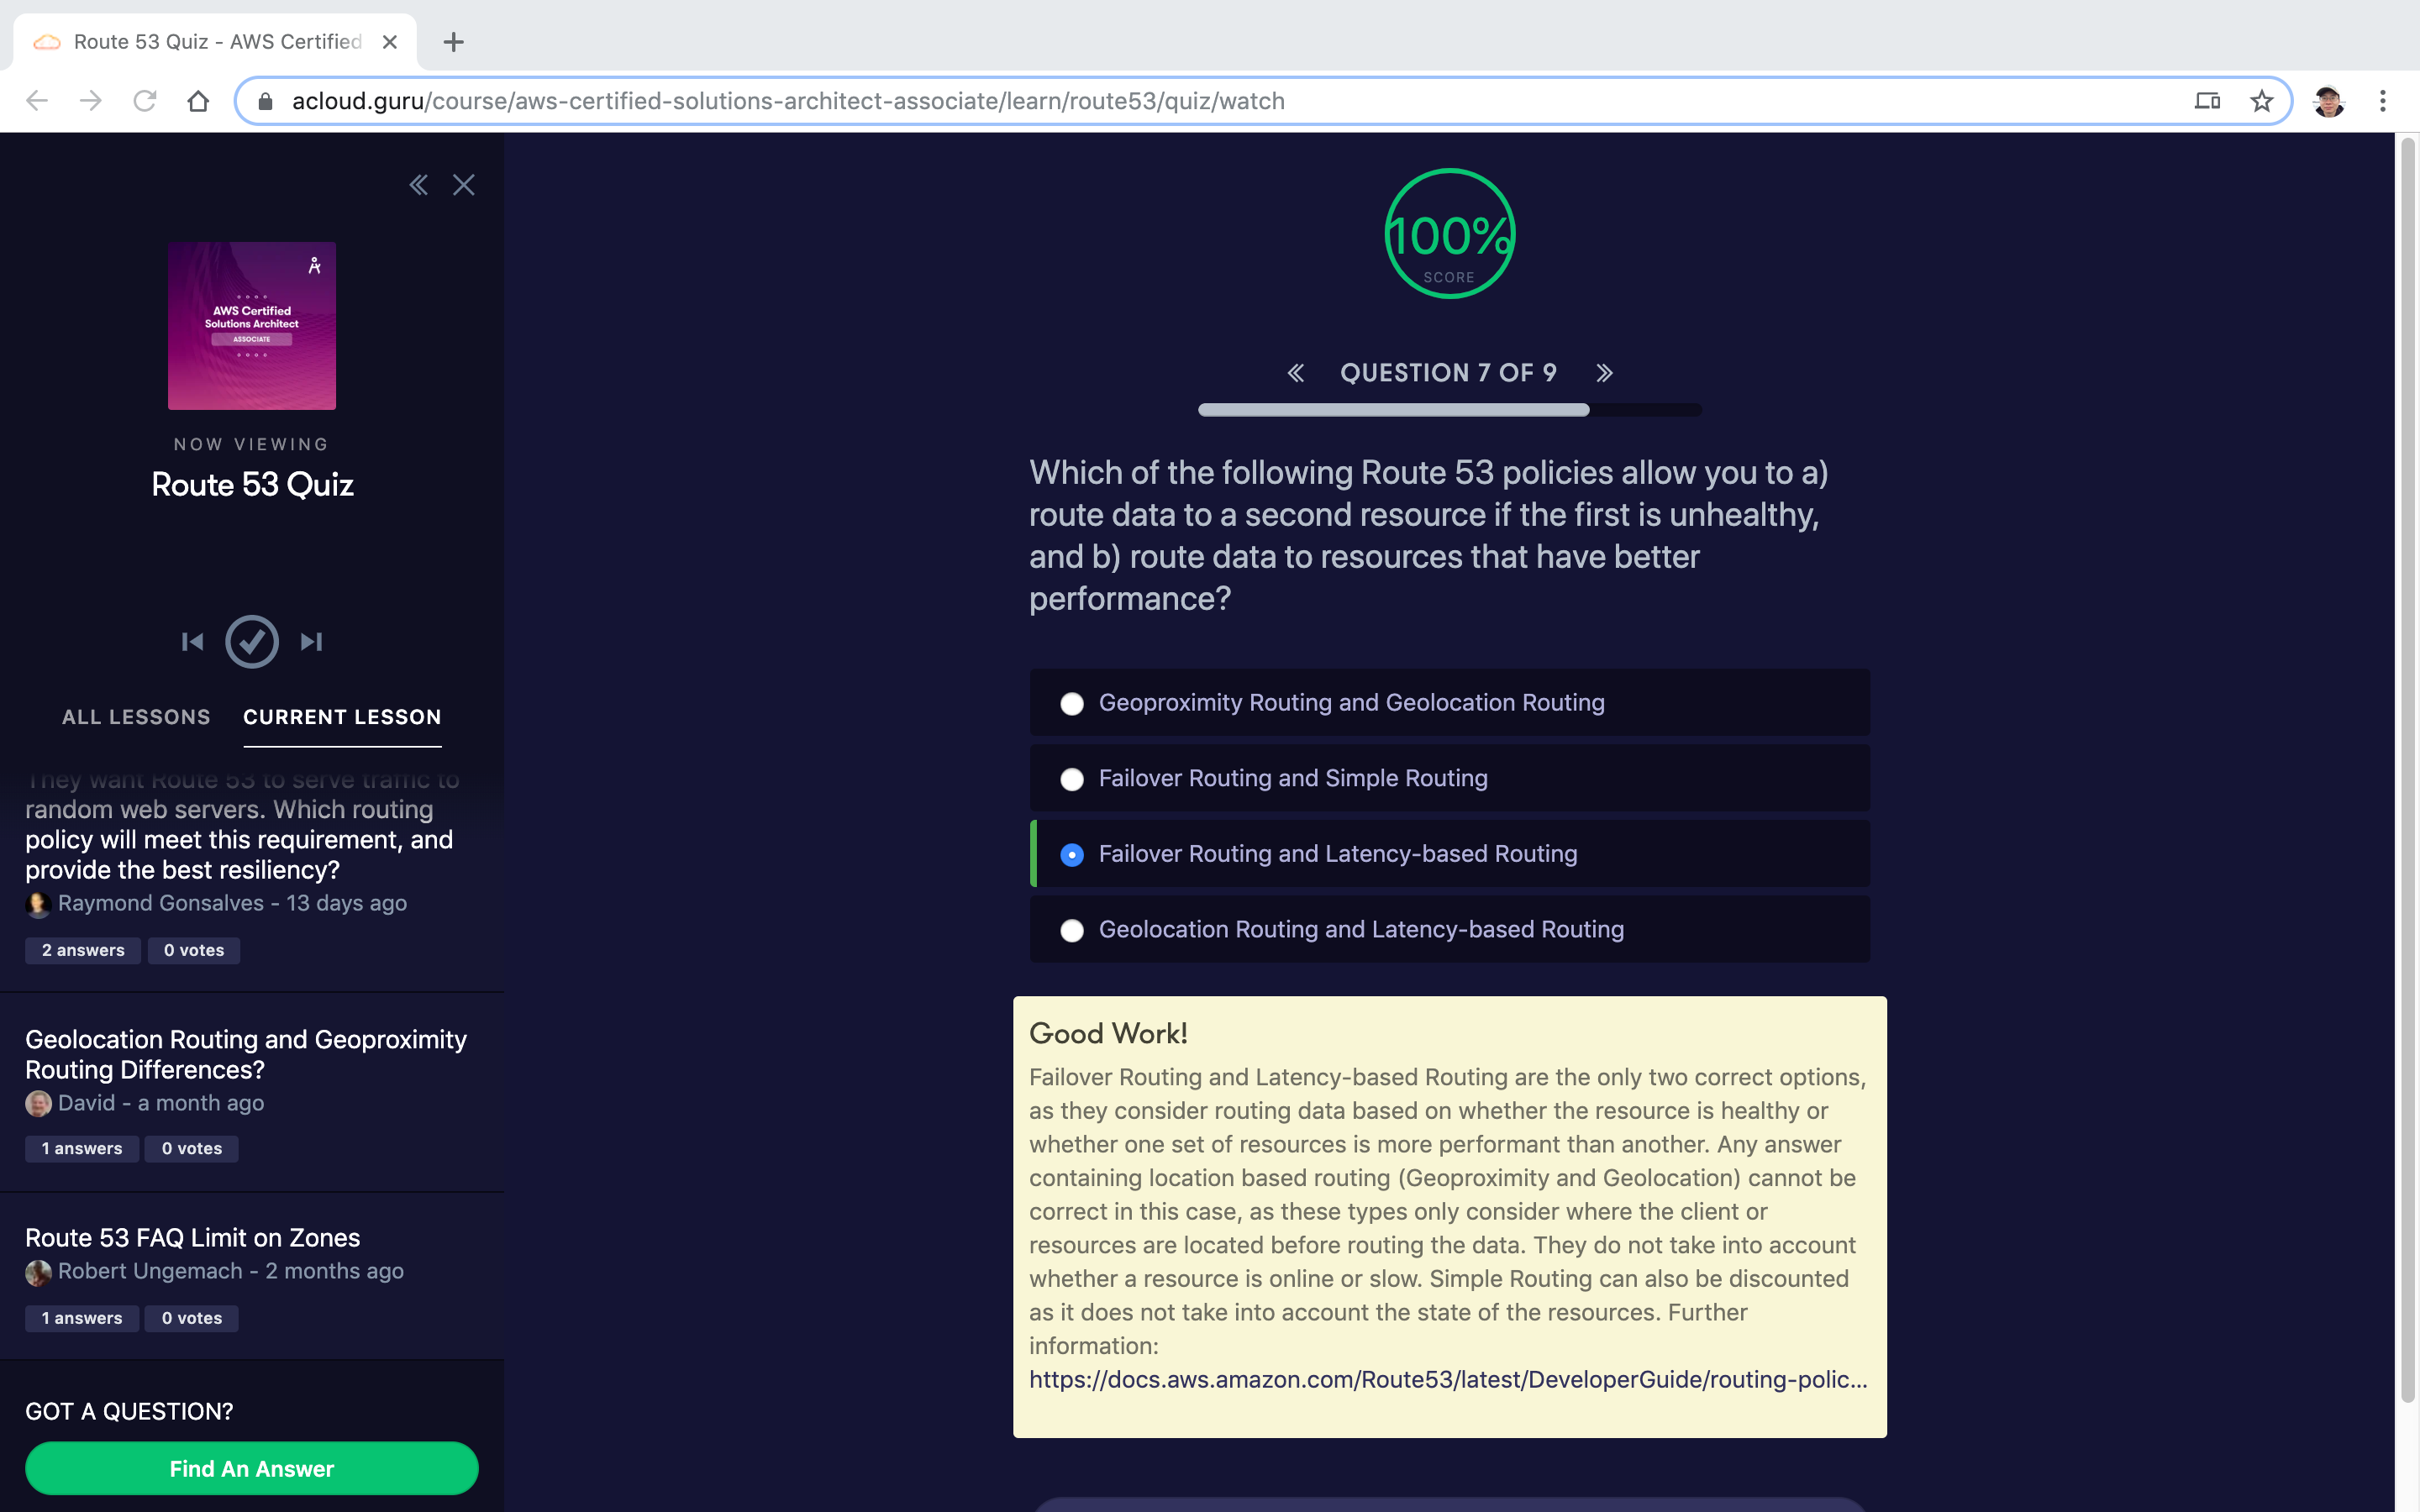 Route 53 Quiz - AWS Certified
acloud.guru/course/aws-certified-solutions-architect-associate/learn/route53/quiz/watch
AWS Certified
Solutions Architect
ASSOCIATE
NOW VIEWING
Route 53 Quiz
ALL LESSONS
CURRENT LESSON
They want Route 53 to serve traffic to
random web servers. Which routing
policy will meet this requirement, and
provide the best resiliency?
Raymond Gonsalves - 13 days ago
2 answers
0 votes
Geolocation Routing and Geoproximity
Routing Differences?
David - a month ago
1 answers
0 votes
Route 53 FAQ Limit on Zones
Robert Ungemach - 2 months ago
1 answers
0 votes
GOT A QUESTION?
Find An Answer
100%
SCORE
QUESTION 7 OF 9
Which of the following Route 53 policies allow you to a)
route data to a second resource if the first is unhealthy,
and b) route data to resources that have better
performance?
Geoproximity Routing and Geolocation Routing
Failover Routing and Simple Routing
Failover Routing and Latency-based Routing
Geolocation Routing and Latency-based Routing
Good Work!
Failover Routing and Latency-based Routing are the only two correct options,
as they consider routing data based on whether the resource is healthy or
whether one set of resources is more performant than another. Any answer
containing location based routing (Geoproximity and Geolocation) cannot be
correct in this case, as these types only consider where the client or
resources are located before routing the data. They do not take into account
whether a resource is online or slow. Simple Routing can also be discounted
as it does not take into account the state of the resources. Further
information:
https://docs.aws.amazon.com/Route53/latest/DeveloperGuide/routing-polic...